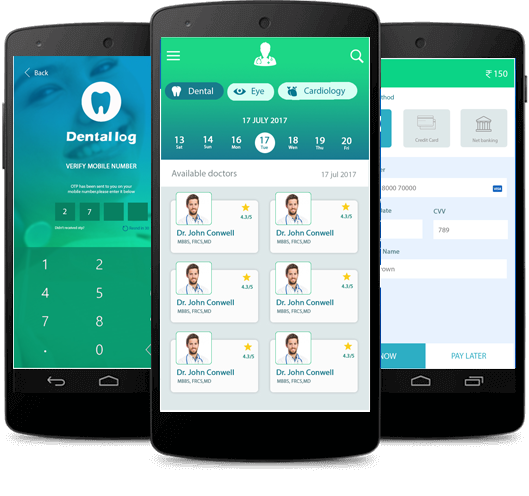 Back
Dental log
VERIFY MOBILE NUMBER
OTP has been sent to you on your
mobile number,please enter it below
2 7
Didn't received otp?
1 2
4 5
7 8
. 0
Dental Eye Cardiology
17 JULY 2017
13 14 16 17 18 19 20
Sat Sun Mon Tue Wed Thu Fri
Available doctors 17 jul 2017
4.3/5 4.3/5
Dr. John Conwell Dr. John Conwell
MBBS, FRCS,MD MBBS, FRCS,MD
4.3/5 4.3/5
Dr. John Conwell Dr. John Conwell
MBBS, FRCS,MD MBBS, FRCS,MD
4.3/5 4.3/5
Dr. John Conwell Dr. John Conwell
MBBS, FRCS,MD MBBS, FRCS,MD
₹ 150
Credit Card Net banking
8000 70000 VISA
CVV
789
Name
NOW PAY LATER